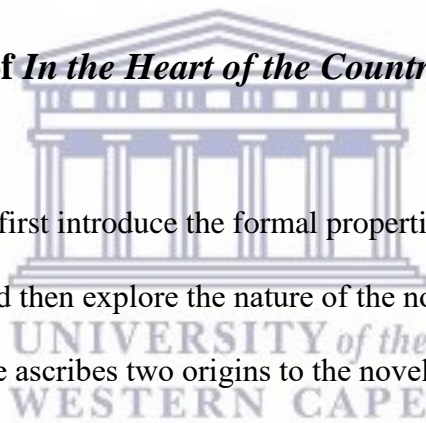 f In the Heart of the Countr
first introduce the formal properti
d then explore the nature of the no
UNIVERSITY of the
e ascribes two origins to the novel
WESTERN CAPE